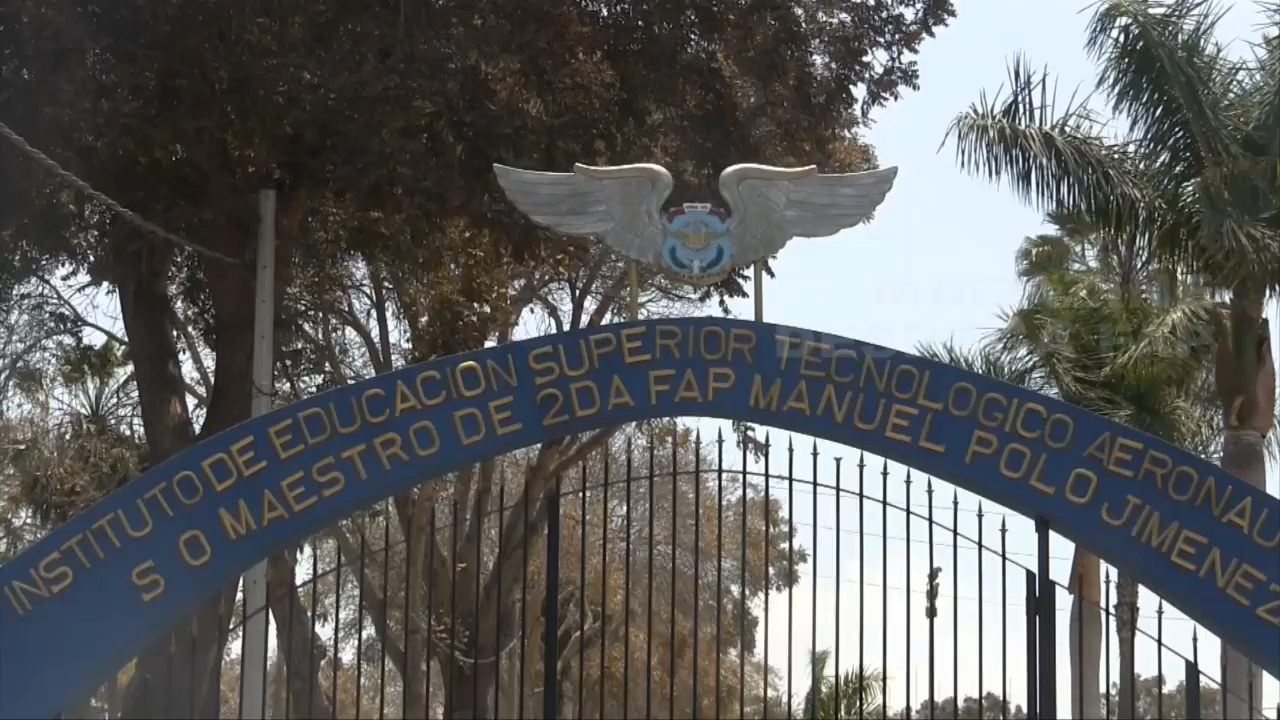 INSTITUTO DE EDUCACION SUPERIOR TECNOLOGICO AERONAU
S O MAESTRO DE 2DA FAP MANUEL POLO JIMENEZ